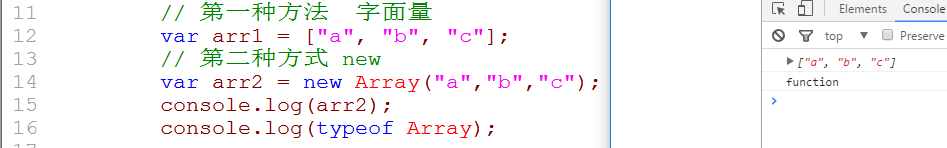 11 // 第一种方法 字面量
12 var arr1 = ["a", "b", "c"];
13 // 第二种方式 new
14 var arr2 = new Array("a","b","c");
15 console.log(arr2);
16 console.log(typeof Array);
Elements Console
top Preserve
["a", "b", "c"]
function
>